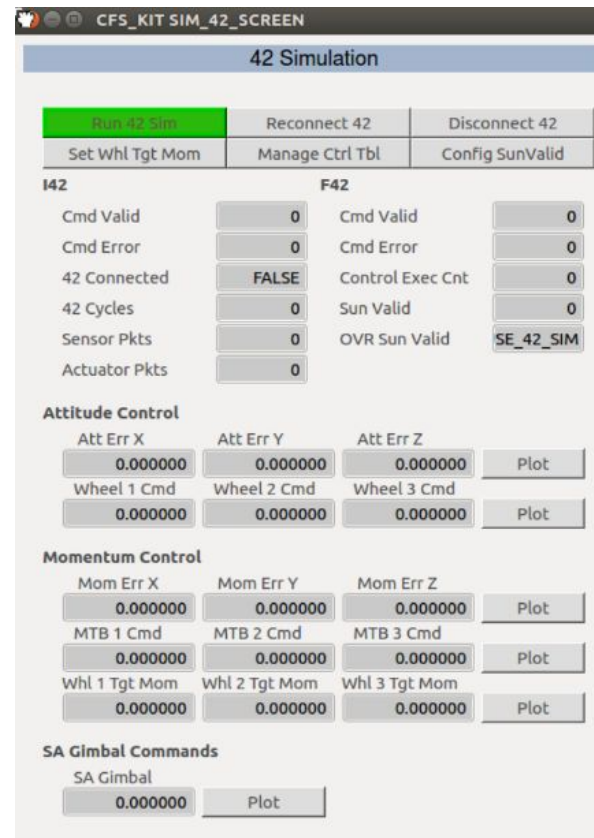 CFS_KIT SIM_42_SCREEN
42 Simulation
Run 42 Sim Reconnect 42 Disconnect 42
Set Whl Tgt Mom Manage Ctrl Tbl Config SunValid
I42 F42
Cmd Valid 0 Cmd Valid 0
Cmd Error 0 Cmd Error 0
42 Connected FALSE Control Exec Cnt 0
42 Cycles 0 Sun Valid 0
Sensor Pkts 0 OVR Sun Valid SE_42_SIM
Actuator Pkts 0
Attitude Control
Att Err X Att Err Y Att Err Z
0.000000 0.000000 0.000000 Plot
Wheel 1 Cmd Wheel 2 Cmd Wheel 3 Cmd
0.000000 0.000000 0.000000 Plot
Momentum Control
Mom Err X Mom Err Y Mom Err Z
0.000000 0.000000 0.000000 Plot
MTB 1 Cmd MTB 2 Cmd MTB 3 Cmd
0.000000 0.000000 0.000000 Plot
Whl 1 Tgt Mom Whl 2 Tgt Mom Whl 3 Tgt Mom
0.000000 0.000000 0.000000 Plot
SA Gimbal Commands
SA Gimbal
0.000000 Plot